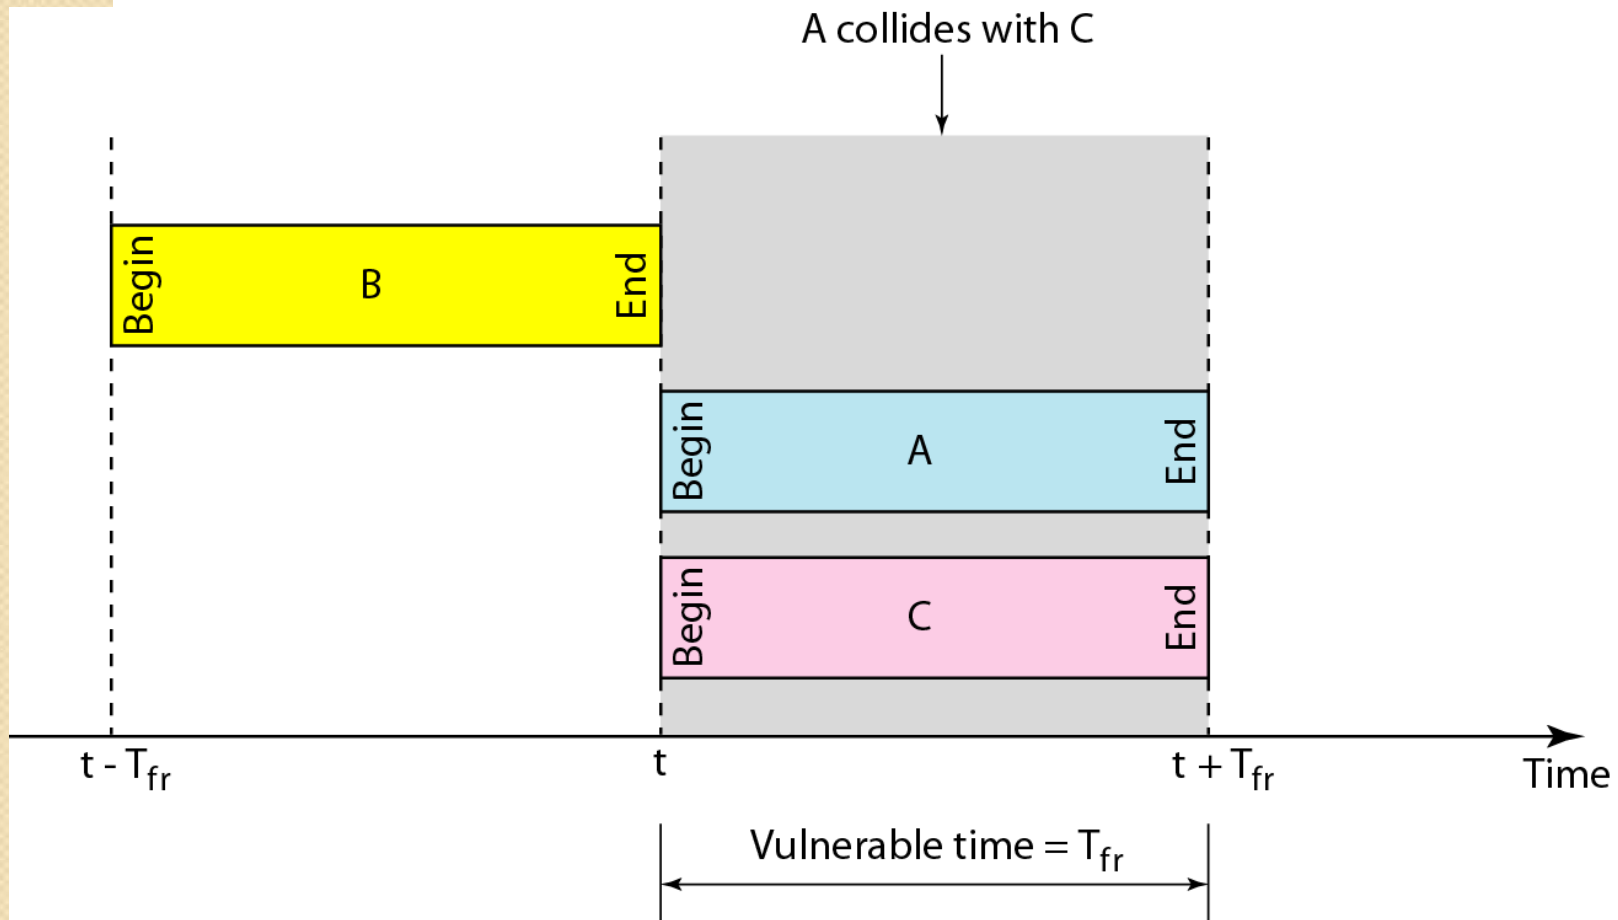 A collides with C
Begin B End
Begin A End
Begin C End
t - Tfr t t + Tfr
Time
Vulnerable time = Tfr